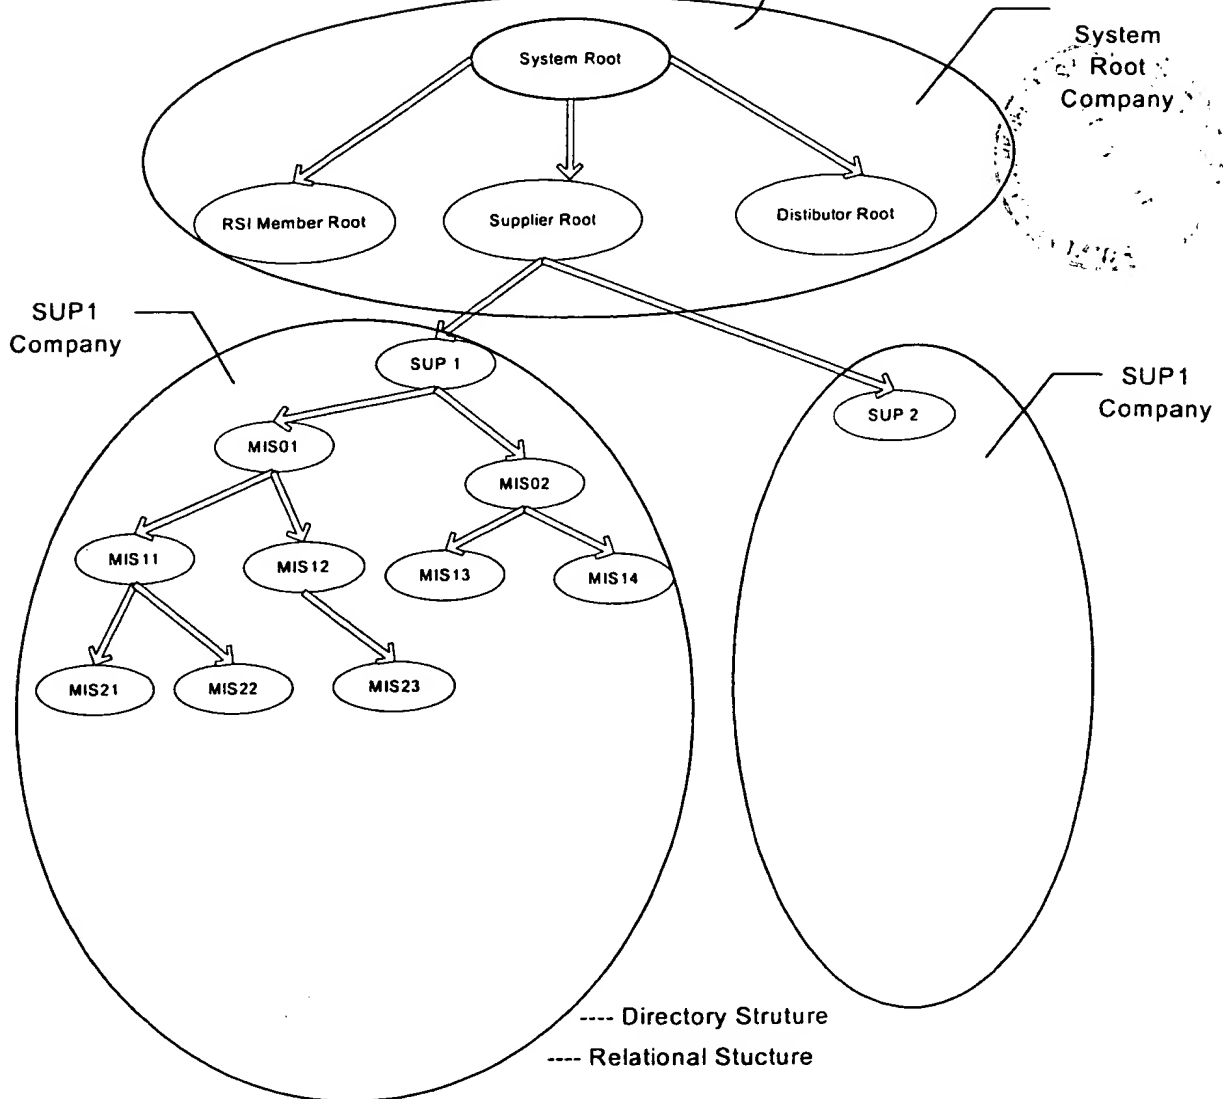 System
Root
Company
System Root
RSI Member Root
Supplier Root
Distibutor Root
SUP1
Company
SUP 1
SUP1
Company
SUP 2
MIS01
MIS02
MIS11
MIS12
MIS13
MIS14
MIS21
MIS22
MIS23
---- Directory Struture
---- Relational Stucture